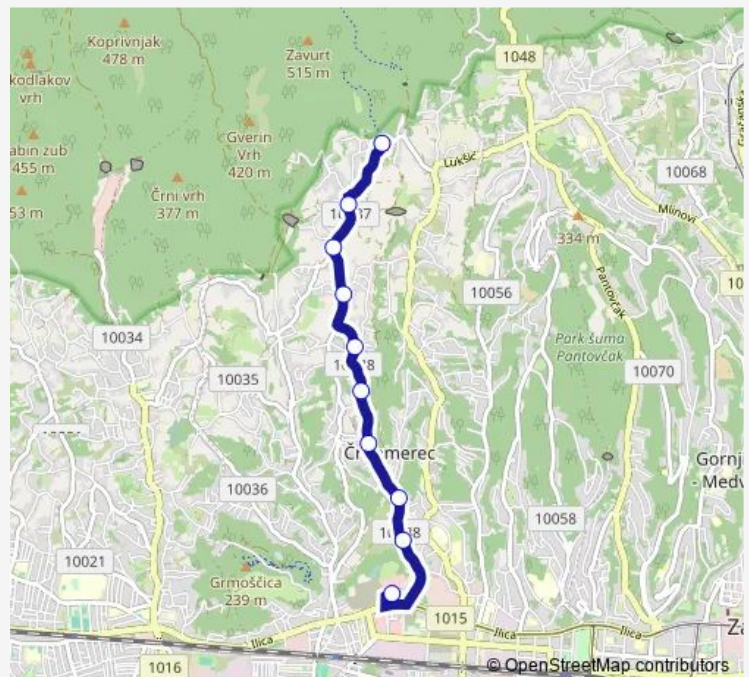 Koprivnjak
478 m
Zavurt
515 m
1048
kodlakov
vrh
Gverin
Vrh
420 m
abin zub
455 m
Lukšić
10068
Črni vrh
377 m
53 m
Mlinovi
334 m
10056
Pantovčak
10034
Park šuma
Pantovčak
10035
10070
Gornj
- Medv
10036
10058
10021
Grmoščica
239 m
1015
Ilica
Ilica
Ilica
1016
© OpenStreetMap contributors